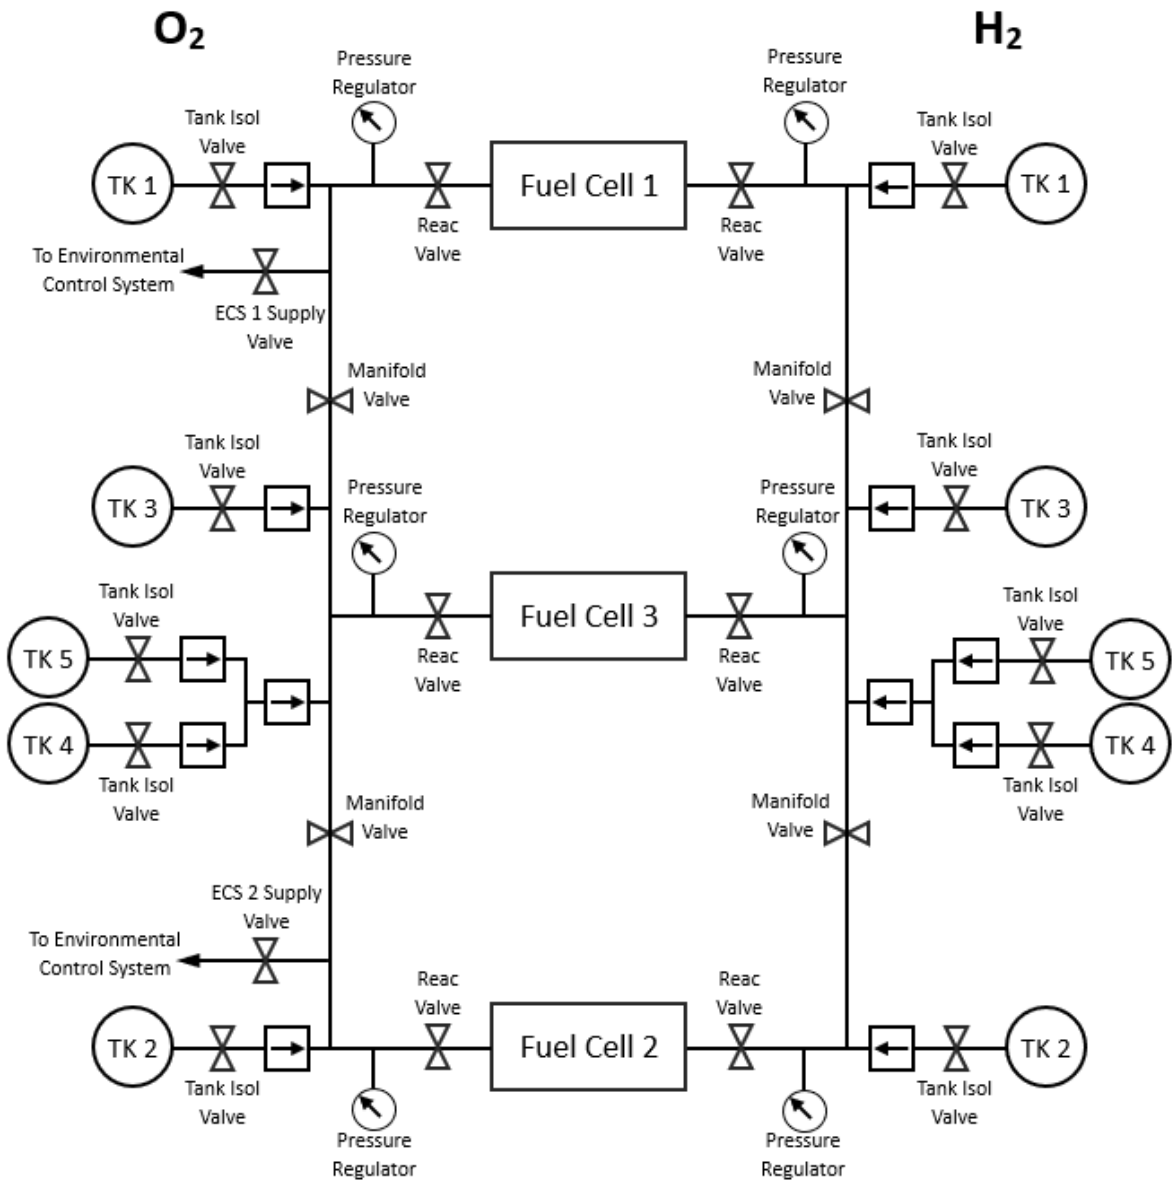 O₂
H₂
Pressure
Regulator
Pressure
Regulator
Tank Isol
Valve
Tank Isol
Valve
TK 1
Fuel Cell 1
TK 1
Reac
Valve
Reac
Valve
To Environmental
Control System
ECS 1 Supply
Valve
Manifold
Valve
Manifold
Valve
Tank Isol
Valve
Tank Isol
Valve
Pressure
Regulator
Pressure
Regulator
TK 3
TK 3
Tank Isol
Valve
Tank Isol
Valve
Fuel Cell 3
TK 5
Reac
Valve
Reac
Valve
TK 5
TK 4
TK 4
Tank Isol
Valve
Tank Isol
Valve
Manifold
Valve
Manifold
Valve
ECS 2 Supply
Valve
To Environmental
Control System
Reac
Valve
Reac
Valve
TK 2
Fuel Cell 2
TK 2
Tank Isol
Valve
Tank Isol
Valve
Pressure
Regulator
Pressure
Regulator